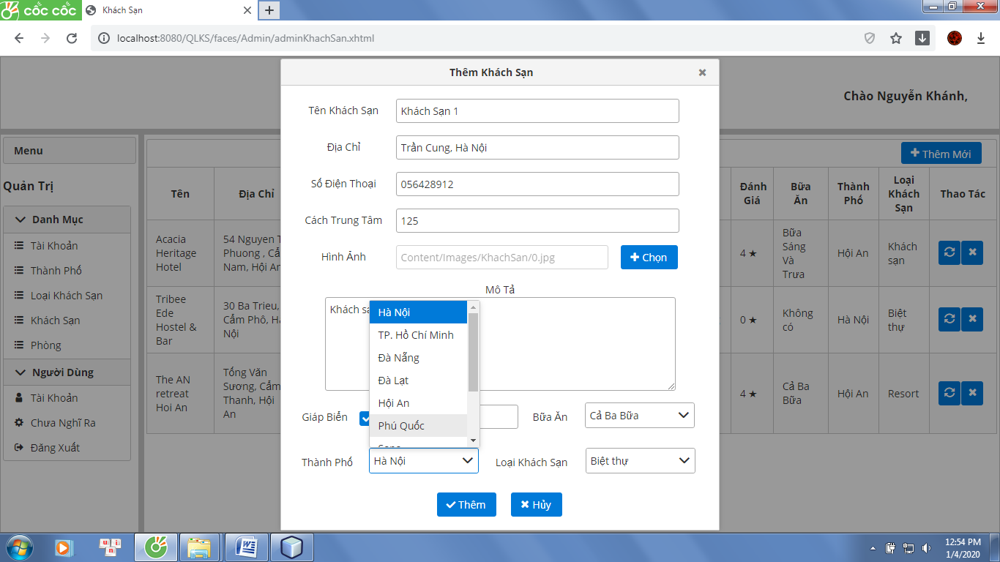 cốc cốc
Khách Sạn
localhost:8080/QLKS/faces/Admin/adminKhachSan.xhtml
Chào Nguyễn Khánh,
Menu
Quản Trị
Danh Mục
Tài Khoản
Thành Phố
Loại Khách Sạn
Khách Sạn
Phòng
Người Dùng
Tài Khoản
Chưa Nghĩ Ra
Đăng Xuất
Thêm Mới
Tên
Địa Chỉ
Đánh
Giá
Bữa
Ăn
Thành
Phố
Loại
Khách
Sạn
Thao Tác
Acacia
Heritage
Hotel
54 Nguyen
Phuong , Cẩ
Nam, Hội An
4 ★
Bữa
Sáng
Và
Trưa
Hội An
Khách
sạn
Tribee
Ede
Hostel &
Bar
30 Ba Trieu,
Cẩm Phô, H
Nội
0 ★
Không
có
Hà Nội
Biệt
thự
The AN
retreat
Hoi An
Tống Văn
Sương, Cẩm
Thanh, Hội
An
4 ★
Cả Ba
Bữa
Hội An
Resort
Thêm Khách Sạn
Tên Khách Sạn
Khách Sạn 1
Địa Chỉ
Trần Cung, Hà Nội
Số Điện Thoại
056428912
Cách Trung Tâm
125
Hình Ảnh
Content/Images/KhachSan/0.jpg
Chọn
Mô Tả
Khách sạ
Hà Nội
TP. Hồ Chí Minh
Đà Nẵng
Đà Lạt
Hội An
Phú Quốc
Giáp Biển
Bữa Ăn
Cả Ba Bữa
Thành Phố
Hà Nội
Loại Khách Sạn
Biệt thự
Thêm
Hủy
12:54 PM
1/4/2020